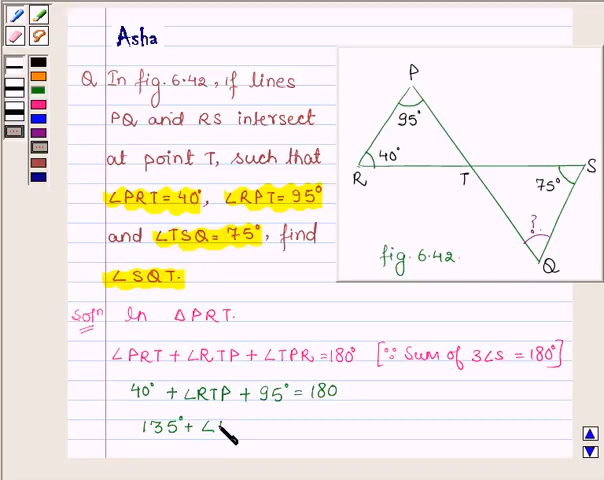 Asha
Q In fig. 6.42, if lines
PQ and RS intersect
at point T, such that
∠PRT = 40°, ∠RPT = 95°
and ∠TSQ = 75°, find
∠SQT.
P
95°
40°
R
T
S
75°
?
Q
fig. 6.42.
Solⁿ In △PRT.
∠PRT + ∠RTP + ∠TPR = 180° [∵ Sum of 3∠s = 180°]
40° + ∠RTP + 95° = 180
135° + ∠